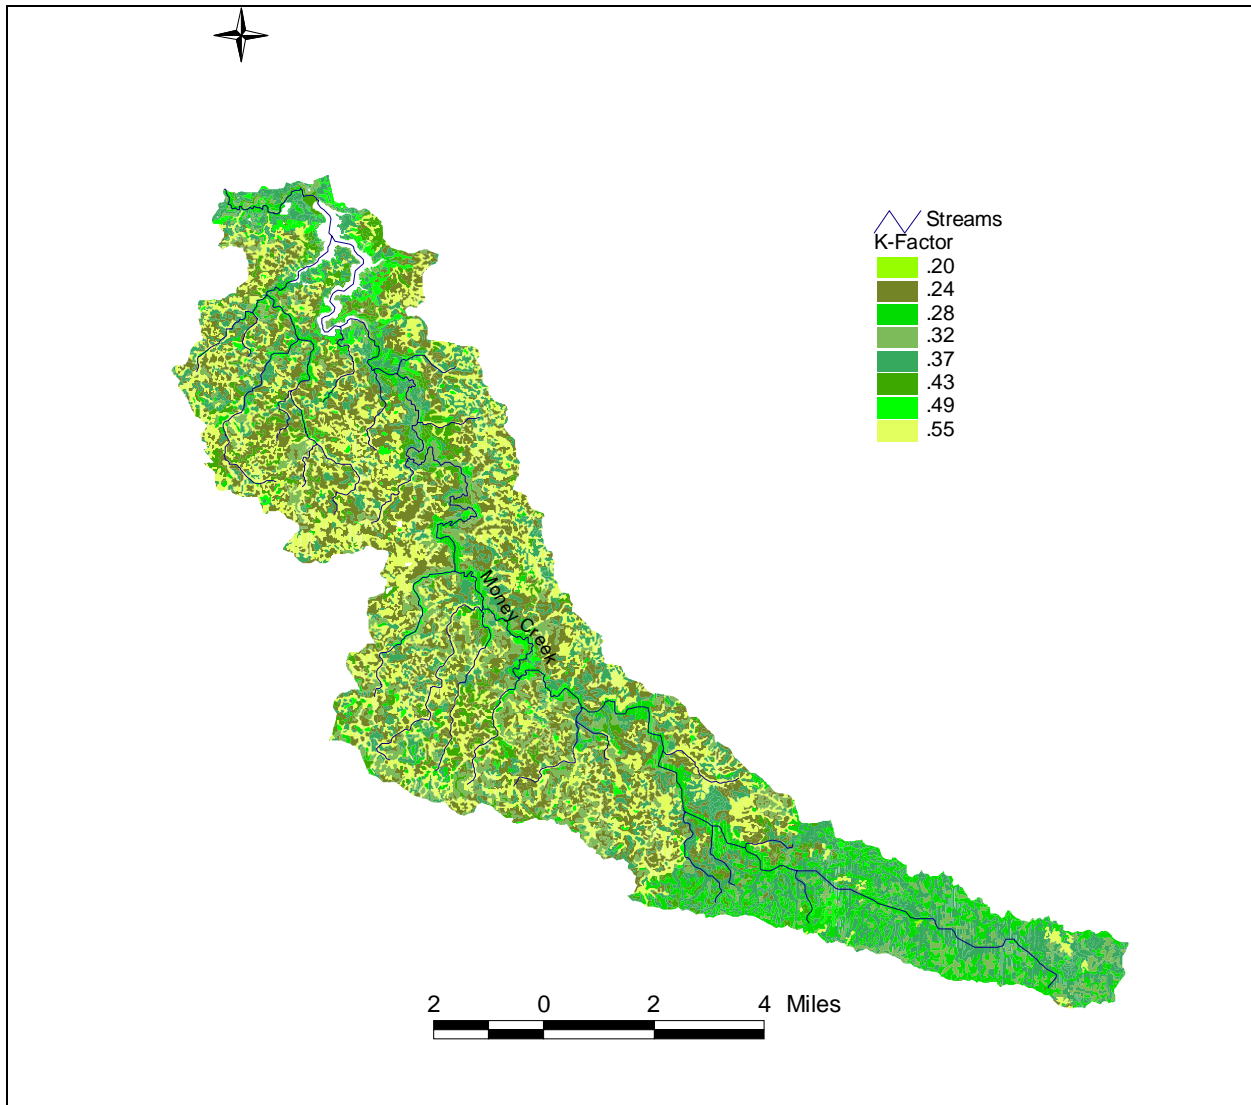 Streams
K-Factor
.20
.24
.28
.32
.37
.43
.49
.55
Money Creek
2 0 2 4 Miles